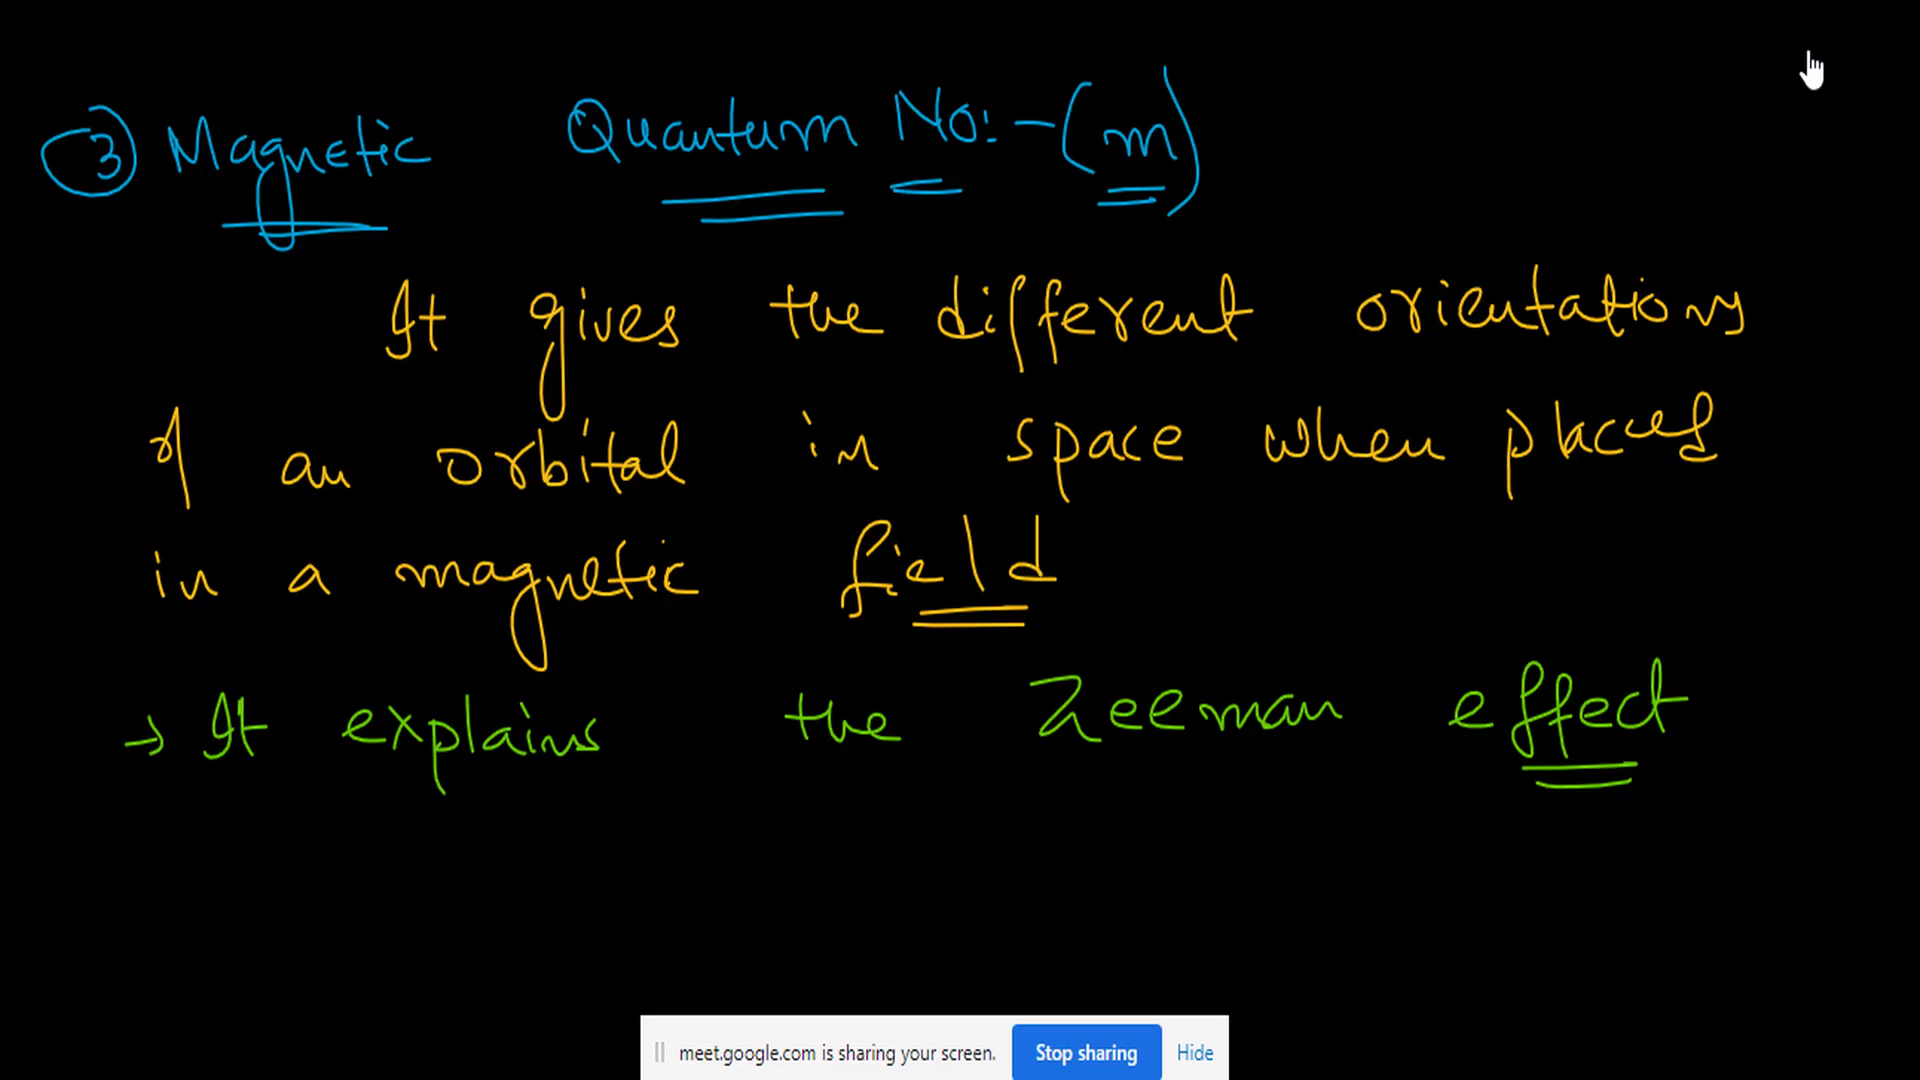 ③ Magnetic Quantum No:-(m)
It gives the different orientations
of an orbital in space when placed
in a magnetic field
→ It explains the Zeeman effect
meet.google.com is sharing your screen. Stop sharing Hide